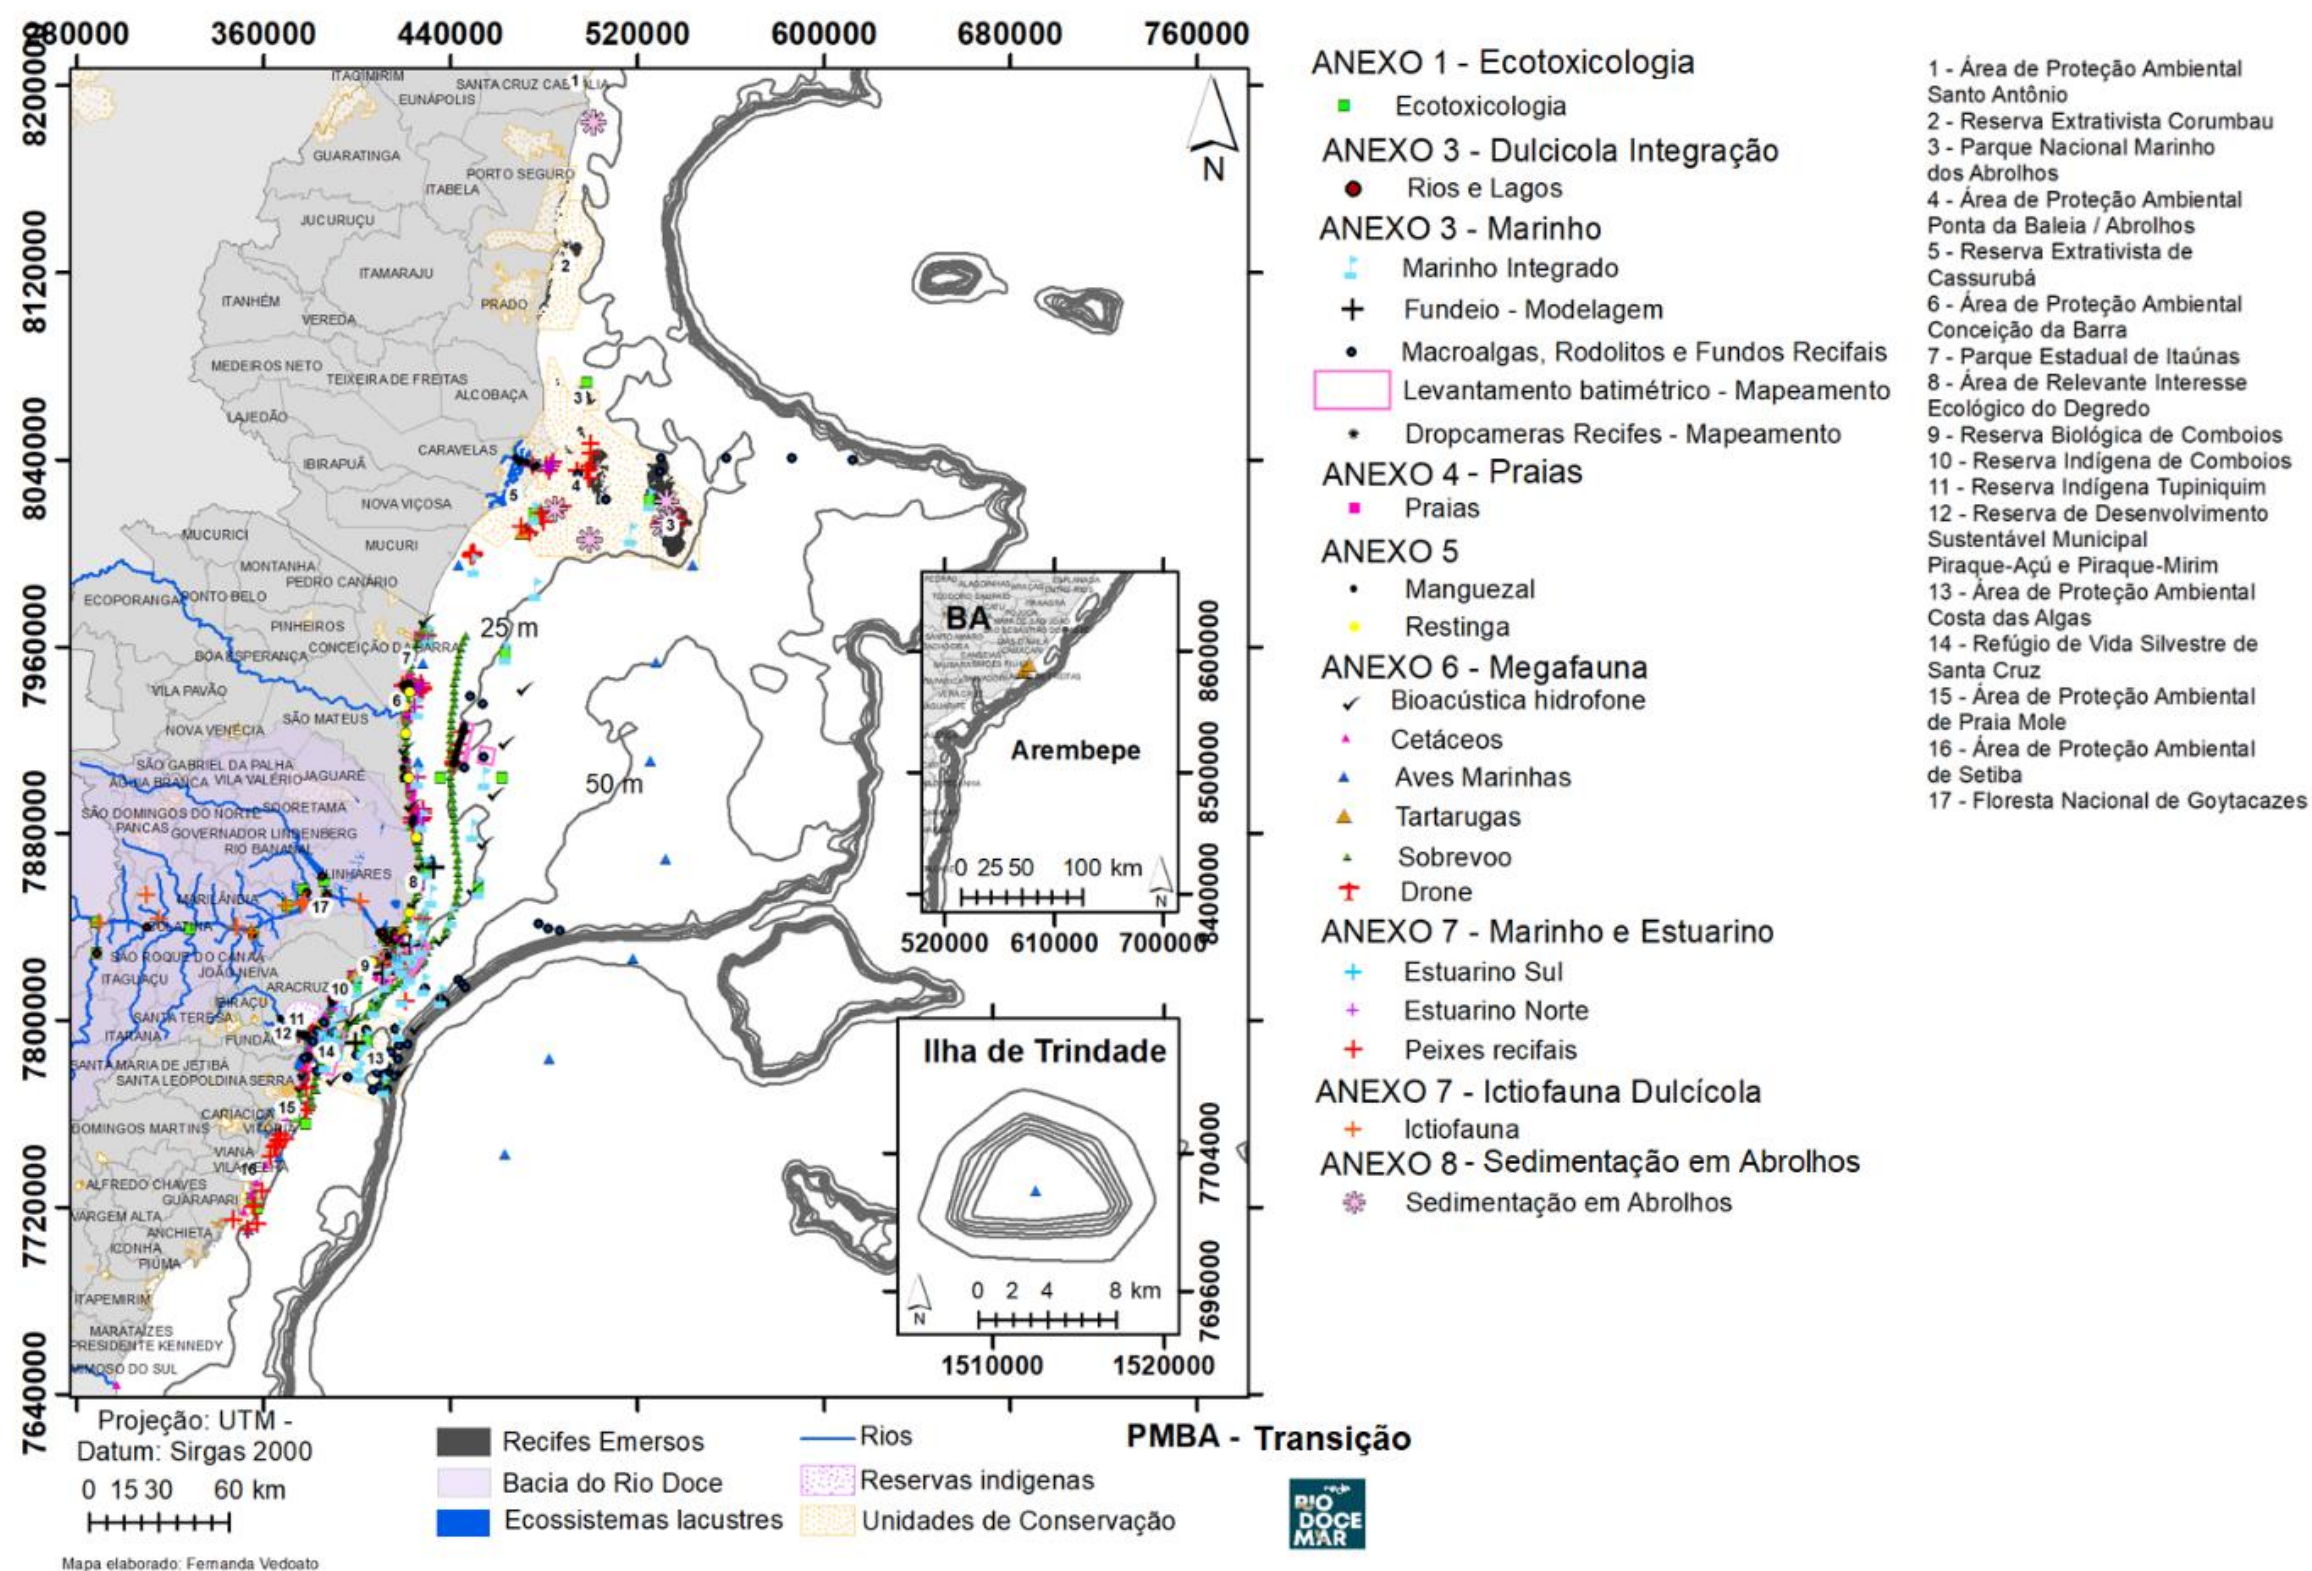 280000 360000 440000 520000 600000 680000 760000
8200000
8120000
8040000
7960000
7880000
7800000
7720000
7640000
ITAGIMIRIM
SANTA CRUZ CABRÁLIA
1
EUNÁPOLIS
GUARATINGA
PORTO SEGURO
ITABELA
JUCURUÇU
2
ITAMARAJU
ITANHÉM
PRADO
VEREDA
MEDEIROS NETO
TEIXEIRA DE FREITAS
ALCOBAÇA
3
LAJEDÃO
CARAVELAS
IBIRAPUÃ
4
5
NOVA VIÇOSA
3
MUCURICI
MUCURI
MONTANHA
PEDRO CANÁRIO
ECOPORANGA
PONTO BELO
PINHEIROS
25 m
CONCEIÇÃO DA BARRA
BOA ESPERANÇA
7
VILA PAVÃO
6
SÃO MATEUS
NOVA VENÉCIA
SÃO GABRIEL DA PALHA
ÁGUIA BRANCA VILA VALÉRIO JAGUARÉ
50 m
SOORETAMA
SÃO DOMINGOS DO NORTE
PANCAS GOVERNADOR LINDENBERG
RIO BANANAL
LINHARES
8
MARILÂNDIA
17
COLATINA
SÃO ROQUE DO CANAÃ
9
JOÃO NEIVA
ITAGUAÇU
ARACRUZ 10
IBIRAÇU
SANTA TERESA
11
ITARANA
FUNDÃO
12
14
13
SANTA MARIA DE JETIBÁ
SANTA LEOPOLDINA SERRA
15
CARIACICA
DOMINGOS MARTINS VITÓRIA
VIANA
VILA VELHA
16
ALFREDO CHAVES
GUARAPARI
VARGEM ALTA
ANCHIETA
ICONHA
PIÚMA
ITAPEMIRIM
MARATAÍZES
PRESIDENTE KENNEDY
MIMOSO DO SUL
N
BA
Arembepe
0 25 50 100 km
N
8600000
8500000
8400000
520000 610000 700000
Ilha de Trindade
0 2 4 8 km
N
7704000
7696000
1510000 1520000
ANEXO 1 - Ecotoxicologia
Ecotoxicologia
ANEXO 3 - Dulcicola Integração
Rios e Lagos
ANEXO 3 - Marinho
Marinho Integrado
Fundeio - Modelagem
Macroalgas, Rodolitos e Fundos Recifais
Levantamento batimétrico - Mapeamento
Dropcameras Recifes - Mapeamento
ANEXO 4 - Praias
Praias
ANEXO 5
Manguezal
Restinga
ANEXO 6 - Megafauna
Bioacústica hidrofone
Cetáceos
Aves Marinhas
Tartarugas
Sobrevoo
Drone
ANEXO 7 - Marinho e Estuarino
Estuarino Sul
Estuarino Norte
Peixes recifais
ANEXO 7 - Ictiofauna Dulcícola
Ictiofauna
ANEXO 8 - Sedimentação em Abrolhos
Sedimentação em Abrolhos
1 - Área de Proteção Ambiental
Santo Antônio
2 - Reserva Extrativista Corumbau
3 - Parque Nacional Marinho
dos Abrolhos
4 - Área de Proteção Ambiental
Ponta da Baleia / Abrolhos
5 - Reserva Extrativista de
Cassurubá
6 - Área de Proteção Ambiental
Conceição da Barra
7 - Parque Estadual de Itaúnas
8 - Área de Relevante Interesse
Ecológico do Degredo
9 - Reserva Biológica de Comboios
10 - Reserva Indígena de Comboios
11 - Reserva Indígena Tupiniquim
12 - Reserva de Desenvolvimento
Sustentável Municipal
Piraque-Açú e Piraque-Mirim
13 - Área de Proteção Ambiental
Costa das Algas
14 - Refúgio de Vida Silvestre de
Santa Cruz
15 - Área de Proteção Ambiental
de Praia Mole
16 - Área de Proteção Ambiental
de Setiba
17 - Floresta Nacional de Goytacazes
Projeção: UTM -
Datum: Sirgas 2000
0 15 30 60 km
Mapa elaborado: Fernanda Vedoato
Recifes Emersos
Bacia do Rio Doce
Ecossistemas lacustres
Rios
Reservas indigenas
Unidades de Conservação
PMBA - Transição
RIO
DOCE
MAR